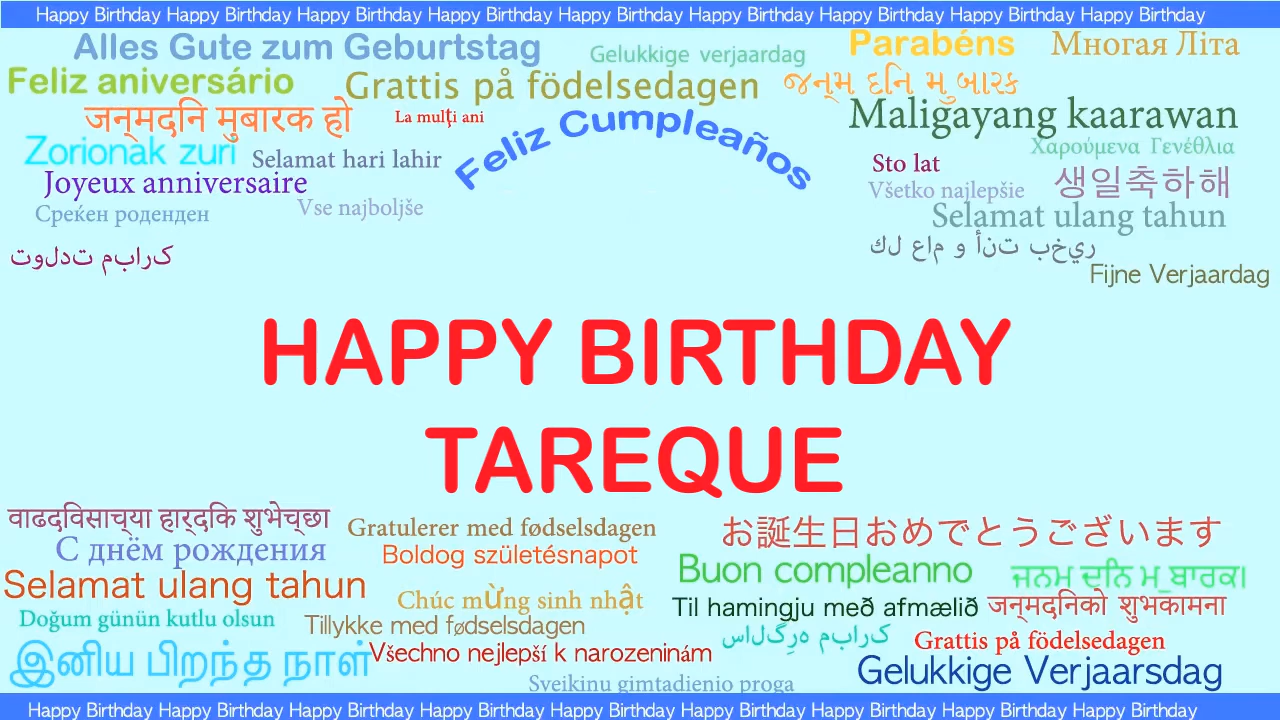 Happy Birthday Happy Birthday Happy Birthday Happy Birthday Happy Birthday Happy Birthday Happy Birthday Happy Birthday Happy Birthday
Alles Gute zum Geburtstag
Gelukkige verjaardag
Parabéns
Многая Літа
Feliz aniversário
Grattis på födelsedagen
જન્મ દિન મુબારક
जन्मदिन मुबारक हो
La mulţi ani
Feliz Cumpleaños
Maligayang kaarawan
Zorionak zuri
Selamat hari lahir
Sto lat
Χαρούμενα Γενέθλια
Joyeux anniversaire
Všetko najlepšie
생일축하해
Среќен роденден
Vse najboljše
Selamat ulang tahun
تولدت مبارک
كل عام و أنت بخير
Fijne Verjaardag
HAPPY BIRTHDAY
TAREQUE
वाढदिवसाच्या हार्दिक शुभेच्छा
Gratulerer med fødselsdagen
お誕生日おめでとうございます
С днём рождения
Boldog születésnapot
Buon compleanno
ਜਨਮ ਦਿਨ ਮੁਬਾਰਕ।
Selamat ulang tahun
Chúc mừng sinh nhật
Til hamingju með afmælið
जन्मदिनको शुभकामना
Doğum günün kutlu olsun
Tillykke med fødselsdagen
سالگرہ مبارک
Grattis på födelsedagen
இனிய பிறந்த நாள்
Všechno nejlepší k narozeninám
Gelukkige Verjaarsdag
Sveikinu gimtadienio proga
Happy Birthday Happy Birthday Happy Birthday Happy Birthday Happy Birthday Happy Birthday Happy Birthday Happy Birthday Happy Birthday